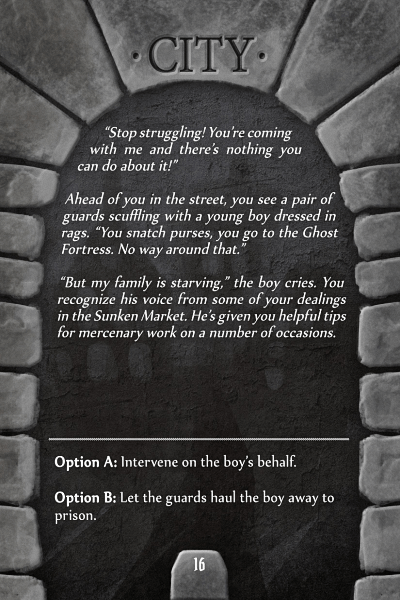 · CITY ·
“Stop struggling! You’re coming
with me and there’s nothing you
can do about it!”
Ahead of you in the street, you see a pair of
guards scuffling with a young boy dressed in
rags. “You snatch purses, you go to the Ghost
Fortress. No way around that.”
“But my family is starving,” the boy cries. You
recognize his voice from some of your dealings
in the Sunken Market. He’s given you helpful tips
for mercenary work on a number of occasions.
Option A: Intervene on the boy’s behalf.
Option B: Let the guards haul the boy away to
prison.
16